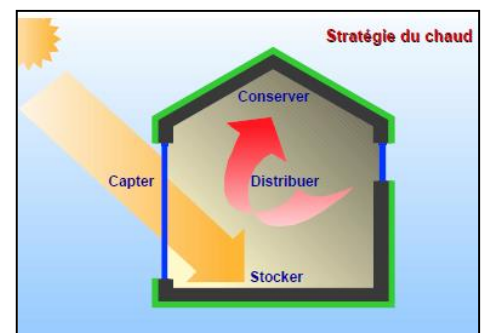 Stratégie du chaud
Conserver
Capter
Distribuer
Stocker